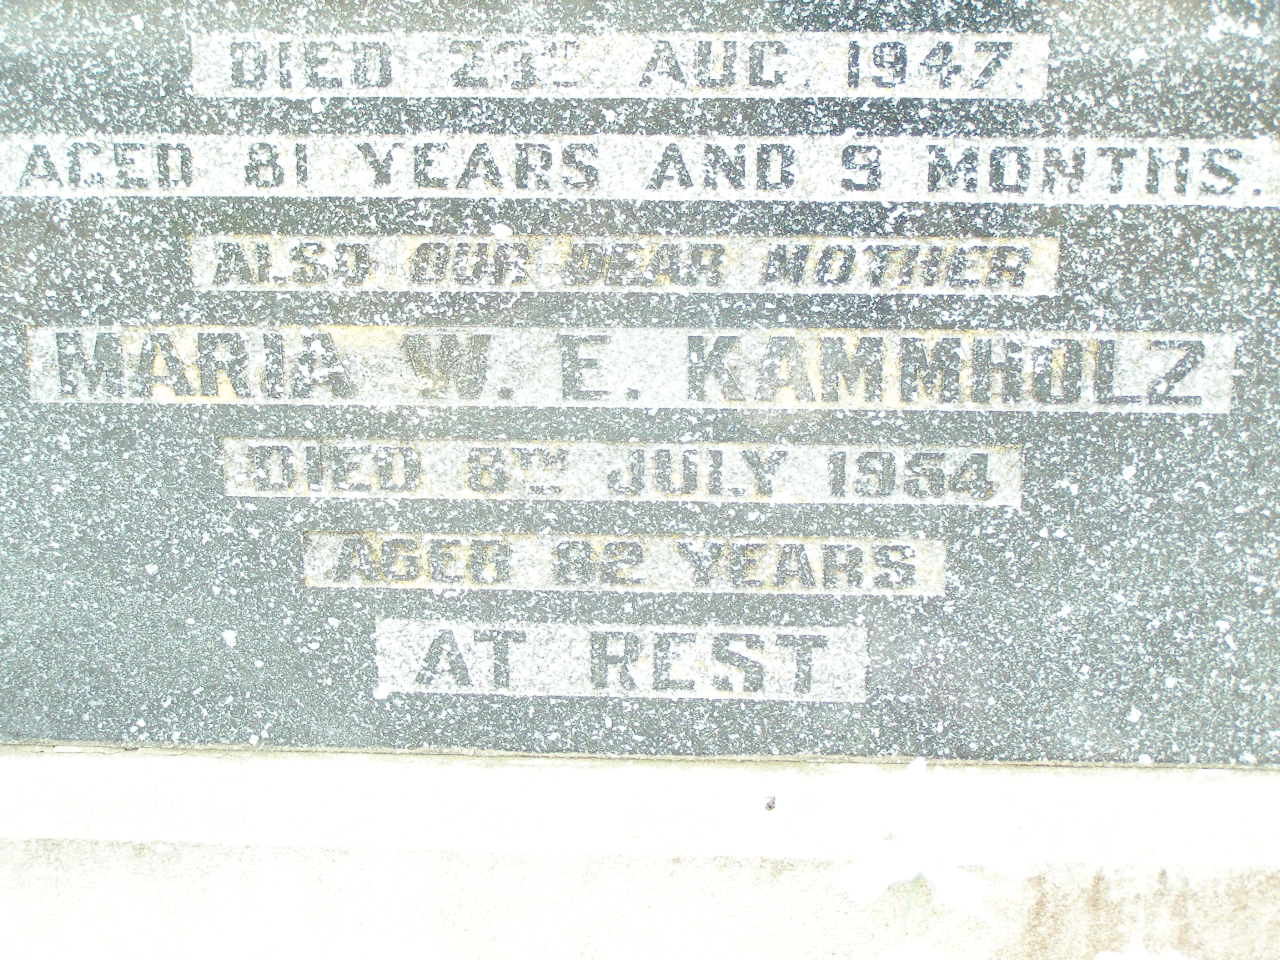 DIED 23RD AUG. 1947.
AGED 81 YEARS AND 9 MONTHS.
ALSO OUR DEAR MOTHER
MARIA W. E. KAMMHOLZ
DIED 8TH JULY 1954
AGED 82 YEARS
AT REST